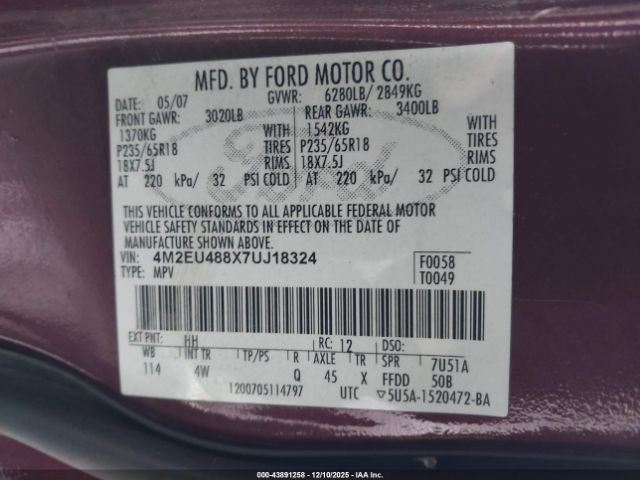 MFD. BY FORD MOTOR CO.
DATE: 05/07 GVWR: 6280LB/ 2849KG
FRONT GAWR: 3020LB REAR GAWR: 3400LB
1370KG WITH 1542KG WITH
P235/65R18 TIRES P235/65R18 TIRES
18X7.5J RIMS 18X7.5J RIMS
AT 220 kPa/ 32 PSI COLD AT 220 kPa/ 32 PSI COLD
THIS VEHICLE CONFORMS TO ALL APPLICABLE FEDERAL MOTOR
VEHICLE SAFETY STANDARDS IN EFFECT ON THE DATE OF
MANUFACTURE SHOWN ABOVE.
VIN: 4M2EU488X7UJ18324 F0058
TYPE: MPV T0049
EXT PNT: HH RC: 12 DSO:
WB INT TR TP/PS R AXLE TR SPR 7U51A
114 4W Q 45 X FFDD 50B
1200705114797 UTC ▽5U5A-1520472-BA
Ford
000-43891258 - 12/10/2025 - IAA Inc.